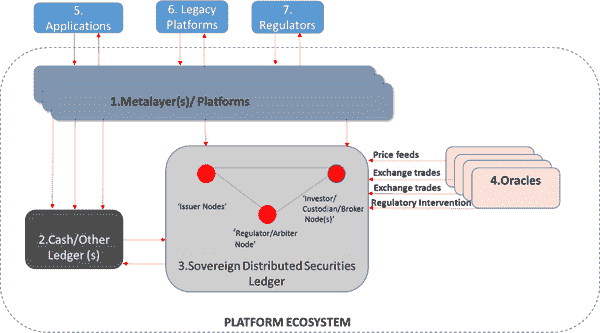 5.
Applications
6. Legacy
Platforms
7.
Regulators
1.Metalayer(s)/ Platforms
Price feeds
Exchange trades
Exchange trades
Regulatory Intervention
4.Oracles
'Issuer Nodes'
'Investor/
Custodian/Broker
Node(s)'
'Regulator/Arbiter
Node'
2.Cash/Other
Ledger (s)
3.Sovereign Distributed Securities
Ledger
PLATFORM ECOSYSTEM